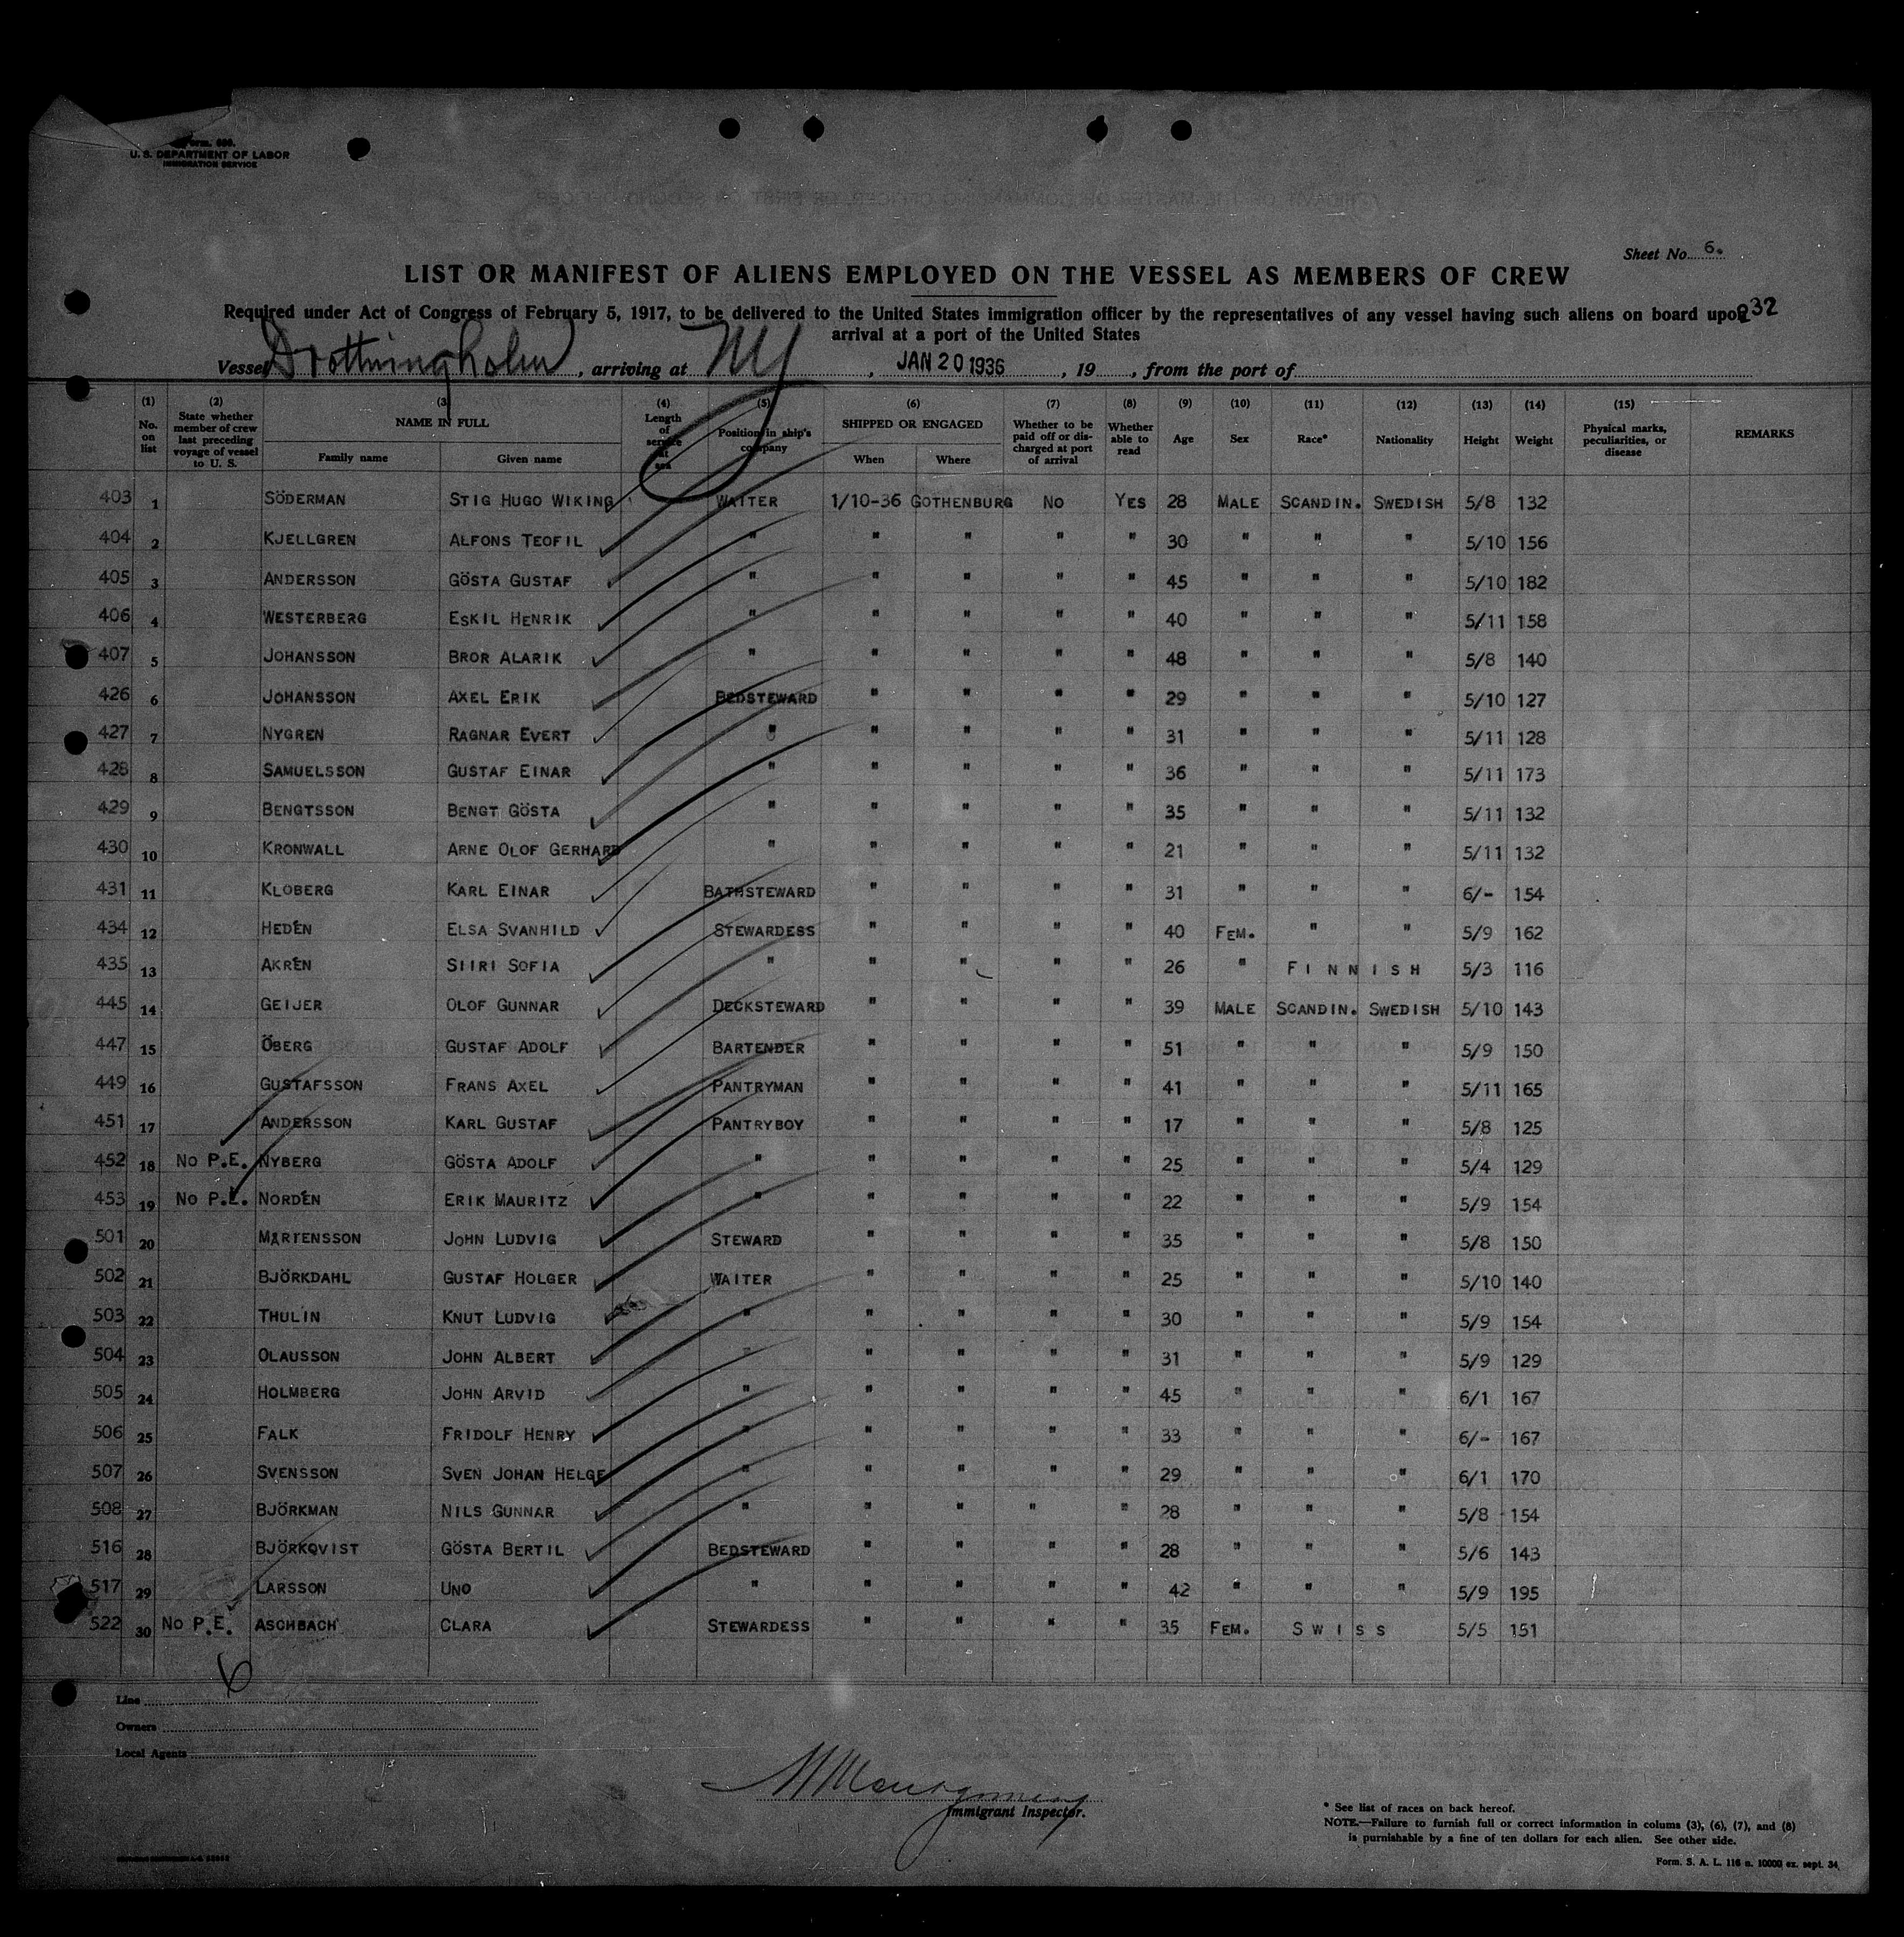 Form. 680.
U. S. DEPARTMENT OF LABOR
IMMIGRATION SERVICE
Sheet No. 6.
LIST OR MANIFEST OF ALIENS EMPLOYED ON THE VESSEL AS MEMBERS OF CREW
Required under Act of Congress of February 5, 1917, to be delivered to the United States immigration officer by the representatives of any vessel having such aliens on board upon 232
arrival at a port of the United States
Vessel Drottningholm, arriving at NY, JAN 20 1936, 19, from the port of
(1) No. on list (2) State whether member of crew last preceding voyage of vessel to U. S. (3) NAME IN FULL Family name Given name (4) Length of service at sea (5) Position in ship's company (6) SHIPPED OR ENGAGED When Where (7) Whether to be paid off or discharged at port of arrival (8) Whether able to read (9) Age (10) Sex (11) Race* (12) Nationality (13) Height (14) Weight (15) Physical marks, peculiarities, or disease REMARKS
403 1 SÖDERMAN STIG HUGO WIKING WAITER 1/10-36 GOTHENBURG NO YES 28 MALE SCANDIN. SWEDISH 5/8 132
404 2 KJELLGREN ALFONS TEOFIL " " " " " 30 " " " 5/10 156
405 3 ANDERSSON GÖSTA GUSTAF " " " " " 45 " " " 5/10 182
406 4 WESTERBERG ESKIL HENRIK " " " " " 40 " " " 5/11 158
407 5 JOHANSSON BROR ALARIK " " " " " 48 " " " 5/8 140
426 6 JOHANSSON AXEL ERIK BEDSTEWARD " " " " 29 " " " 5/10 127
427 7 NYGREN RAGNAR EVERT " " " " " 31 " " " 5/11 128
428 8 SAMUELSSON GUSTAF EINAR " " " " " 36 " " " 5/11 173
429 9 BENGTSSON BENGT GÖSTA " " " " " 35 " " " 5/11 132
430 10 KRONWALL ARNE OLOF GERHARD " " " " " 21 " " " 5/11 132
431 11 KLOBERG KARL EINAR BATHSTEWARD " " " " 31 " " " 6/- 154
434 12 HEDÉN ELSA SVANHILD STEWARDESS " " " " 40 FEM. " " 5/9 162
435 13 AKRÉN SIIRI SOFIA " " " " " 26 " FINNISH 5/3 116
445 14 GEIJER OLOF GUNNAR DECKSTEWARD " " " " 39 MALE SCANDIN. SWEDISH 5/10 143
447 15 ÖBERG GUSTAF ADOLF BARTENDER " " " " 51 " " " 5/9 150
449 16 GUSTAFSSON FRANS AXEL PANTRYMAN " " " " 41 " " " 5/11 165
451 17 ANDERSSON KARL GUSTAF PANTRYBOY " " " " 17 " " " 5/8 125
452 18 NO P.E. NYBERG GÖSTA ADOLF " " " " " 25 " " " 5/4 129
453 19 NO P.E. NORDÉN ERIK MAURITZ " " " " " 22 " " " 5/9 154
501 20 MÅRTENSSON JOHN LUDVIG STEWARD " " " " 35 " " " 5/8 150
502 21 BJÖRKDAHL GUSTAF HOLGER WAITER " " " " 25 " " " 5/10 140
503 22 THULIN KNUT LUDVIG " " " " " 30 " " " 5/9 154
504 23 OLAUSSON JOHN ALBERT " " " " " 31 " " " 5/9 129
505 24 HOLMBERG JOHN ARVID " " " " " 45 " " " 6/1 167
506 25 FALK FRIDOLF HENRY " " " " " 33 " " " 6/- 167
507 26 SVENSSON SVEN JOHAN HELGE " " " " " 29 " " " 6/1 170
508 27 BJÖRKMAN NILS GUNNAR " " " " " 28 " " " 5/8 154
516 28 BJÖRKQVIST GÖSTA BERTIL BEDSTEWARD " " " " 28 " " " 5/6 143
517 29 LARSSON UNO " " " " " 42 " " " 5/9 195
522 30 NO P.E. ASCHBACH CLARA STEWARDESS " " " " 35 FEM. SWISS 5/5 151
6
Line
Owners
Local Agents
Immigrant Inspector.
* See list of races on back hereof.
NOTE.—Failure to furnish full or correct information in colums (3), (6), (7), and (8)
is punishable by a fine of ten dollars for each alien. See other side.
Form. S. A. L. 116 n. 10000 ex. sept. 34